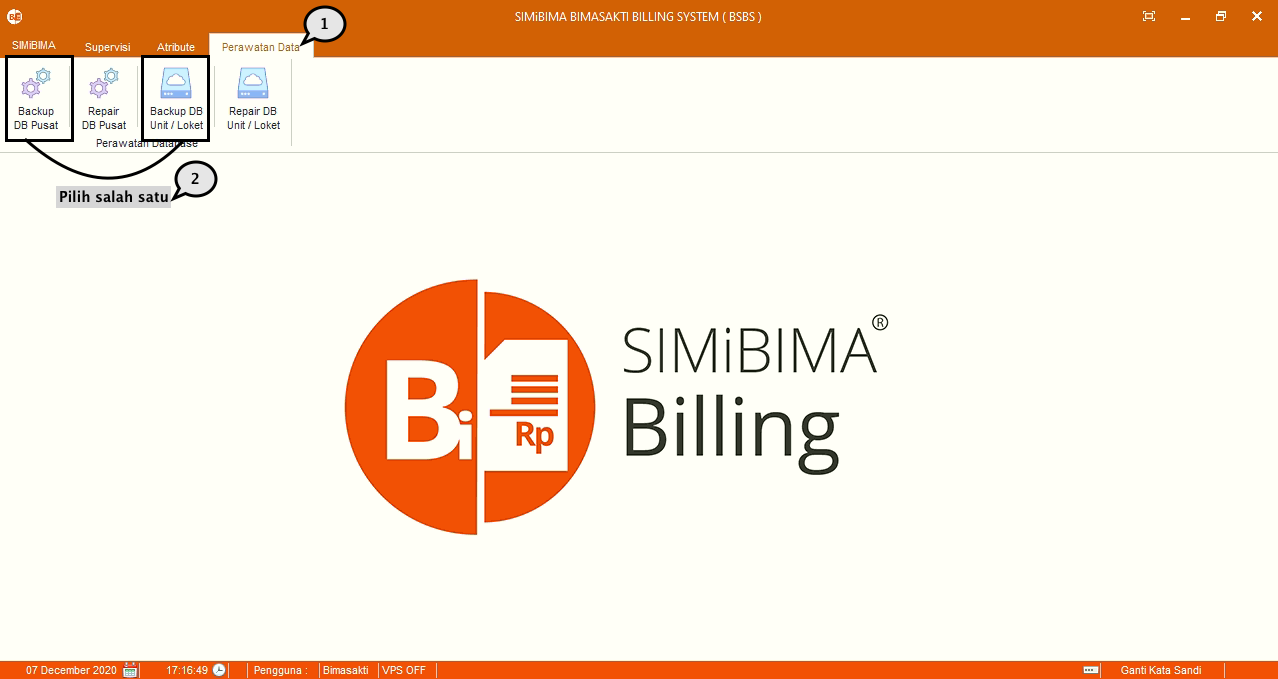 SIMiBIMA BIMASAKTI BILLING SYSTEM ( BSBS )
SIMiBIMA Supervisi Atribute Perawatan Data
1
Backup
DB Pusat
Repair
DB Pusat
Backup DB
Unit / Loket
Repair DB
Unit / Loket
Perawatan Database
2
Pilih salah satu
Bi
Rp
SIMiBIMA®
Billing
07 December 2020 17:16:49 Pengguna : Bimasakti VPS OFF Ganti Kata Sandi